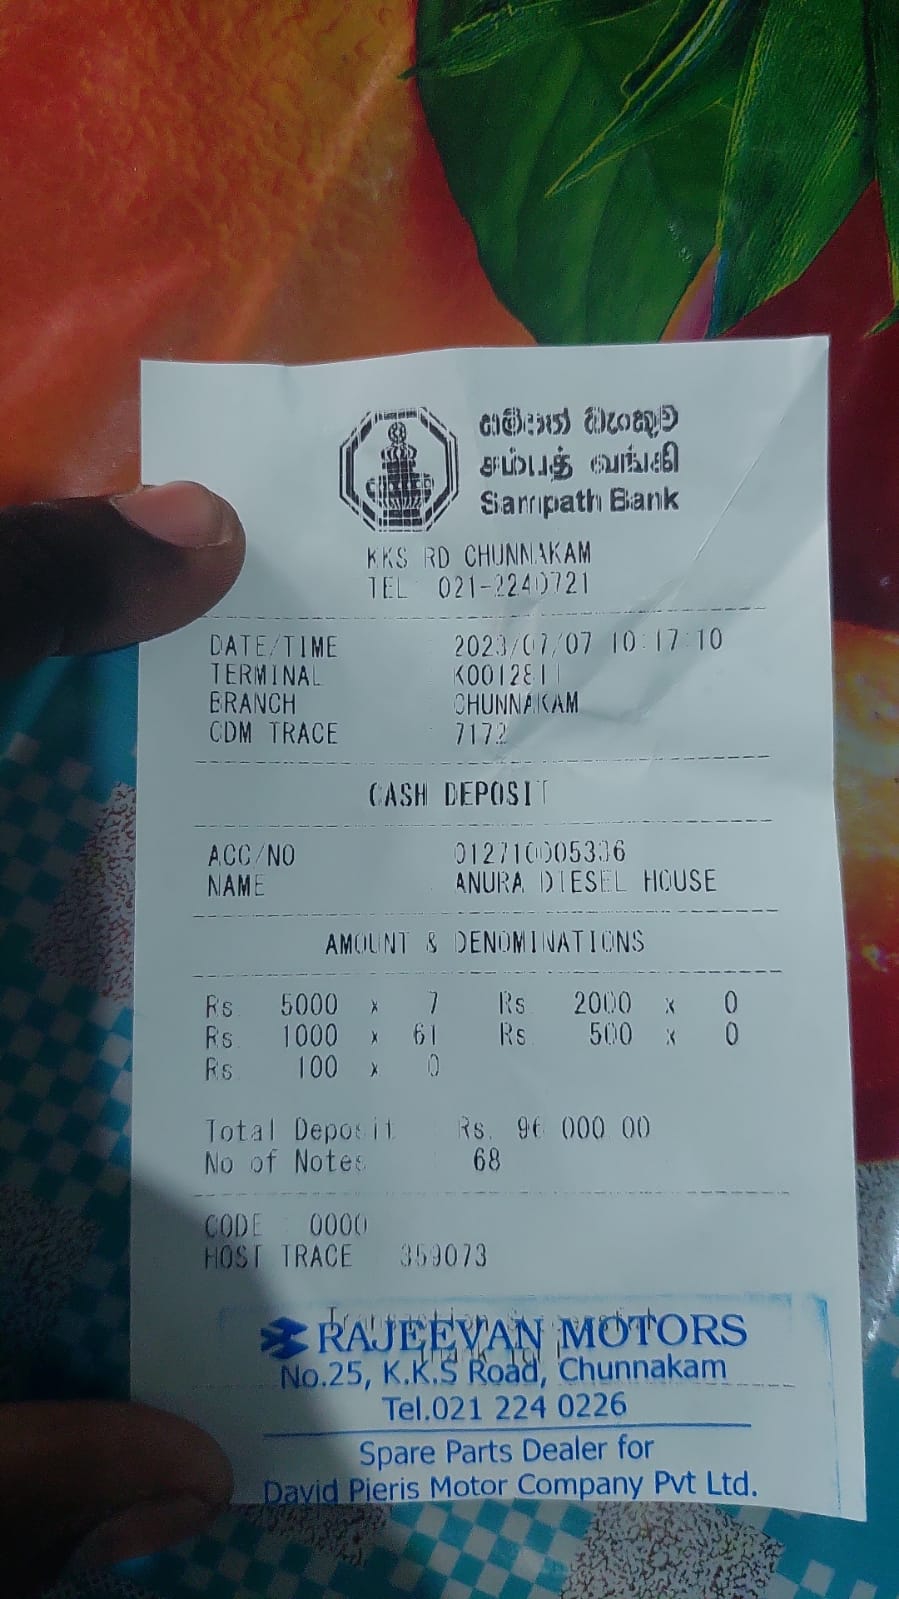 සම්පත් බැංකුව
சம்பத் வங்கி
Sampath Bank
KKS RD CHUNNAKAM
TEL 021-2240721
DATE/TIME : 2023/07/07 10:17:10
TERMINAL : K0012811
BRANCH : CHUNNAKAM
CDM TRACE : 7172
CASH DEPOSIT
ACC/NO : 012710005336
NAME : ANURA DIESEL HOUSE
AMOUNT & DENOMINATIONS
Rs. 5000 x 7 Rs. 2000 x 0
Rs. 1000 x 61 Rs. 500 x 0
Rs. 100 x 0
Total Deposit : Rs. 96,000.00
No of Notes : 68
CODE : 0000
HOST TRACE : 359073
RAJEEVAN MOTORS
No.25, K.K.S Road, Chunnakam
Tel.021 224 0226
Spare Parts Dealer for
David Pieris Motor Company Pvt Ltd.